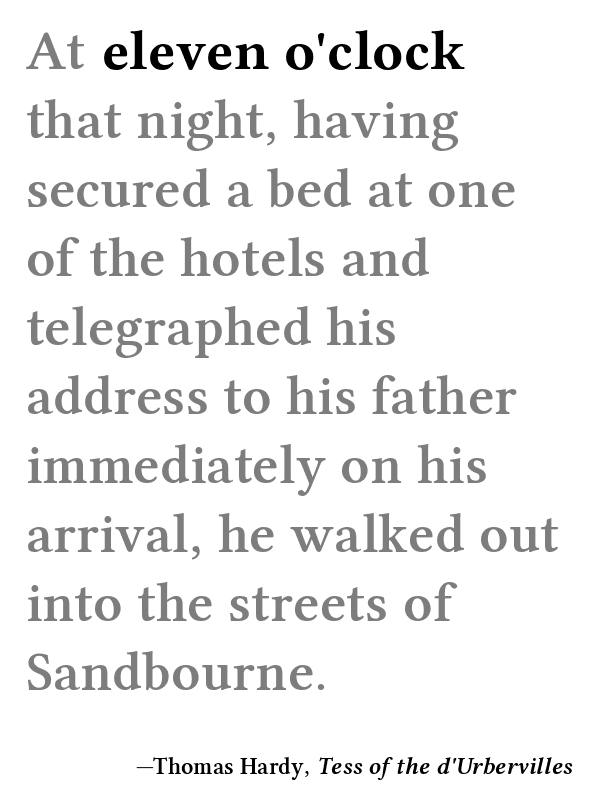 At eleven o'clock
that night, having
secured a bed at one
of the hotels and
telegraphed his
address to his father
immediately on his
arrival, he walked out
into the streets of
Sandbourne.
—Thomas Hardy, Tess of the d'Urbervilles